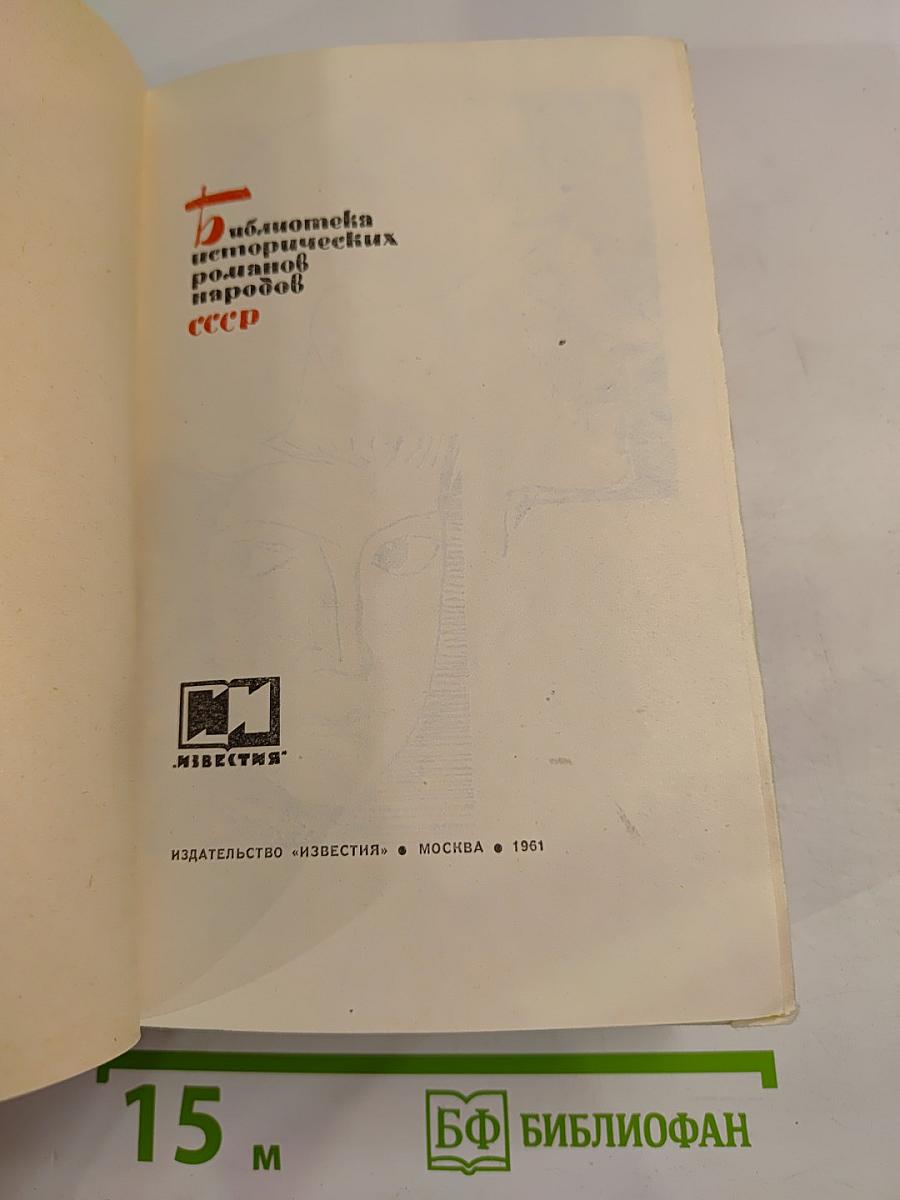 Библиотека
исторических
романов
народов
СССР
"ИЗВЕСТИЯ"
ИЗДАТЕЛЬСТВО «ИЗВЕСТИЯ» ● МОСКВА ● 1961
15 м
БФ БИБЛИОФАН